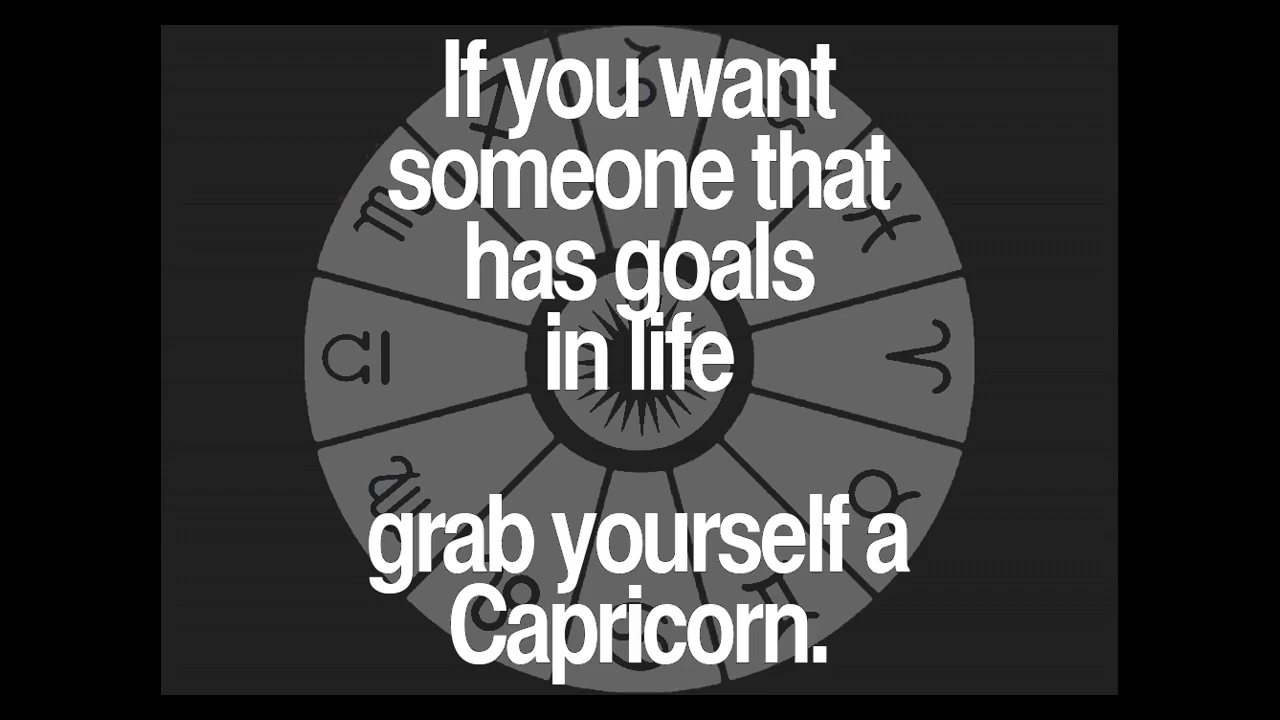 If you want
someone that
has goals
in life
grab yourself a
Capricorn.